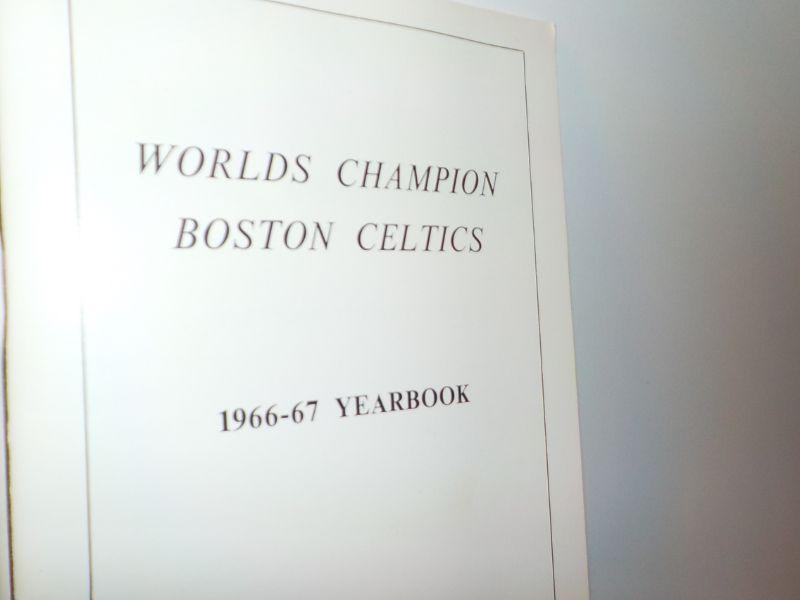 WORLDS CHAMPION
BOSTON CELTICS
1966-67 YEARBOOK